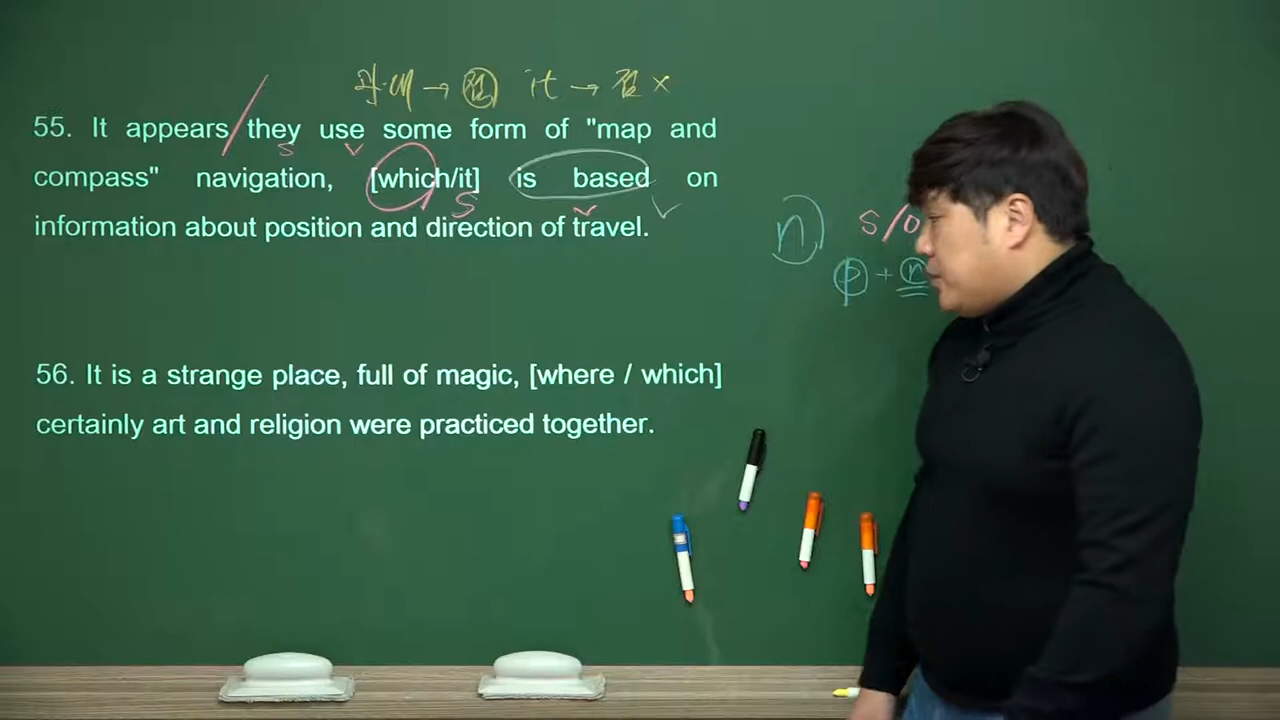 it → 접 ×
55. It appears / they use some form of "map and
s v
compass" navigation, [which/it] is based on
s v
information about position and direction of travel.
n) s/o
p + n
56. It is a strange place, full of magic, [where / which]
certainly art and religion were practiced together.